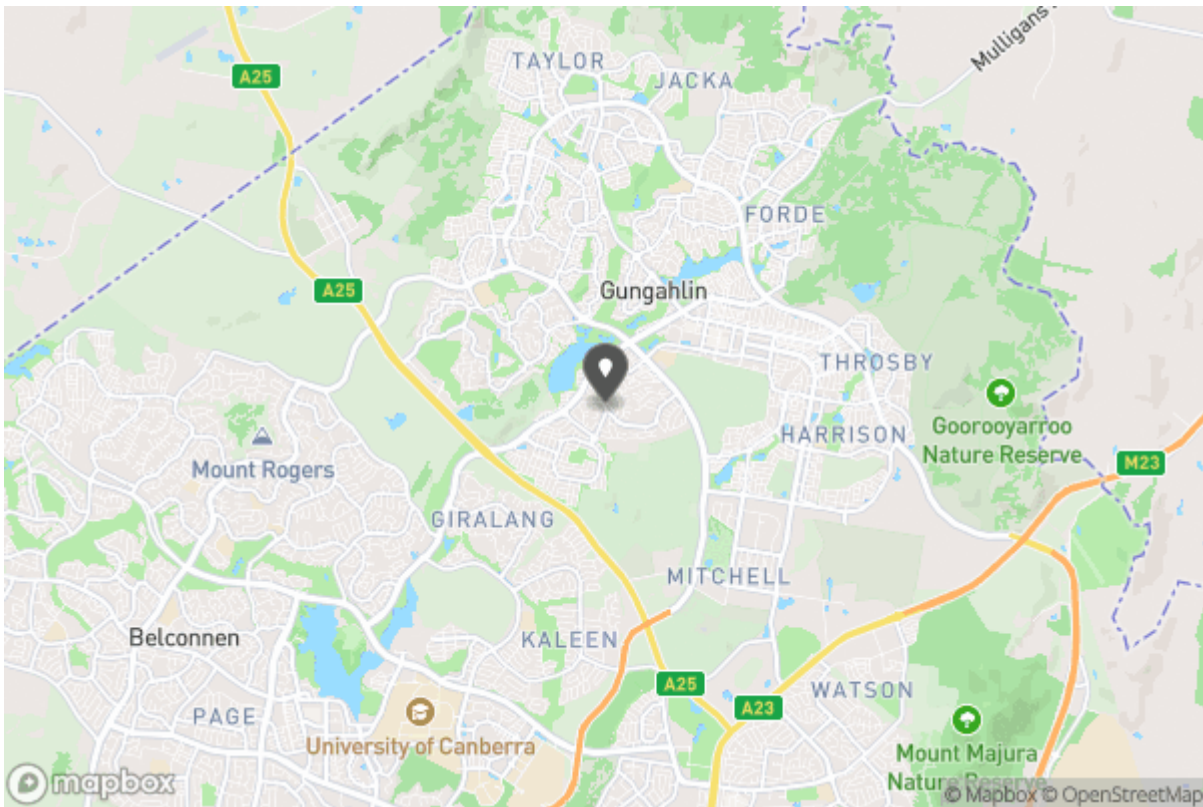 TAYLOR
JACKA
Mulligans
A25
FORDE
A25
Gungahlin
THROSBY
Goorooyarroo
Nature Reserve
HARRISON
M23
Mount Rogers
GIRALANG
MITCHELL
Belconnen
KALEEN
A25
WATSON
A23
PAGE
University of Canberra
Mount Majura
Nature Reserve
mapbox
© Mapbox © OpenStreetMap